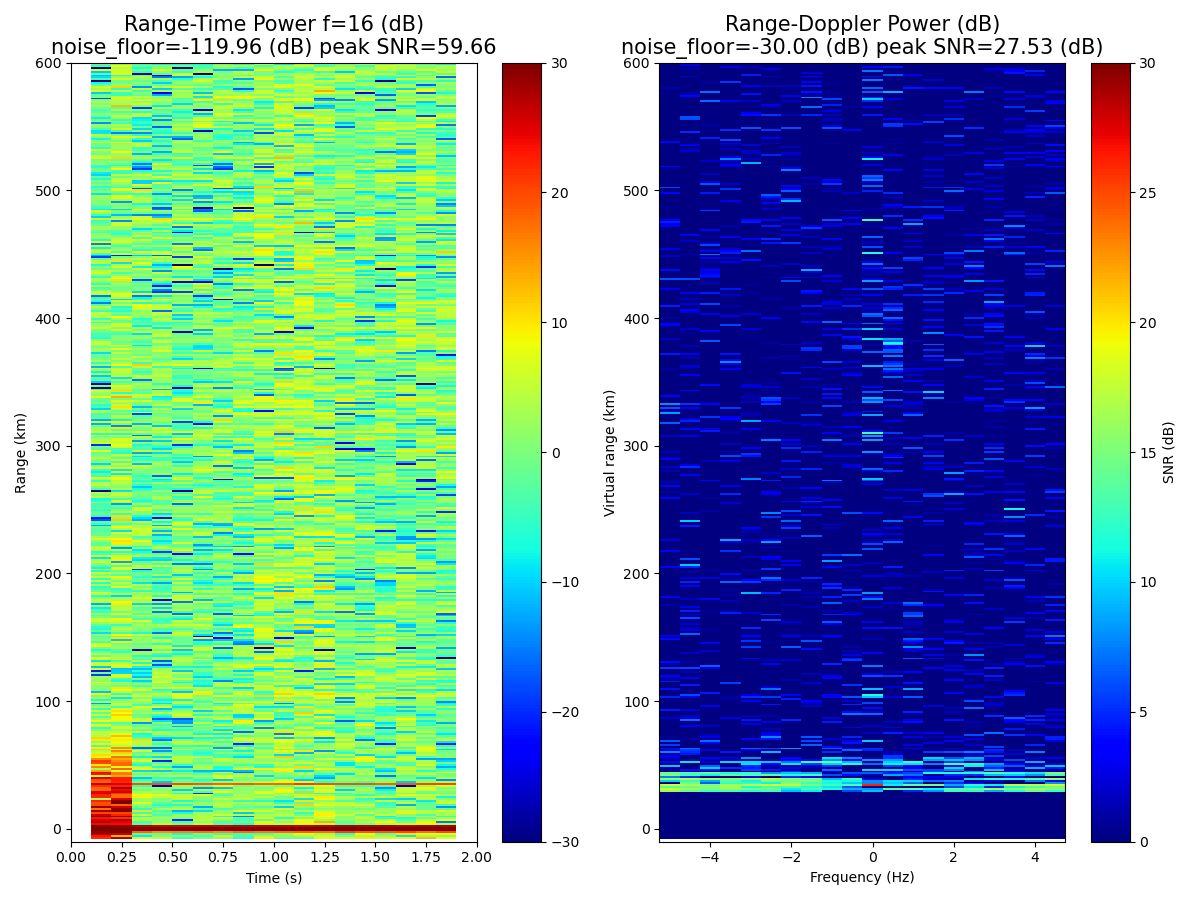 Range-Time Power f=16 (dB)
noise_floor=-119.96 (dB) peak SNR=59.66
600
500
400
300
200
100
0
Range (km)
0.00 0.25 0.50 0.75 1.00 1.25 1.50 1.75 2.00
Time (s)
30
20
10
0
−10
−20
−30
Range-Doppler Power (dB)
noise_floor=-30.00 (dB) peak SNR=27.53 (dB)
600
500
400
300
200
100
0
Virtual range (km)
−4 −2 0 2 4
Frequency (Hz)
30
25
20
15
10
5
0
SNR (dB)